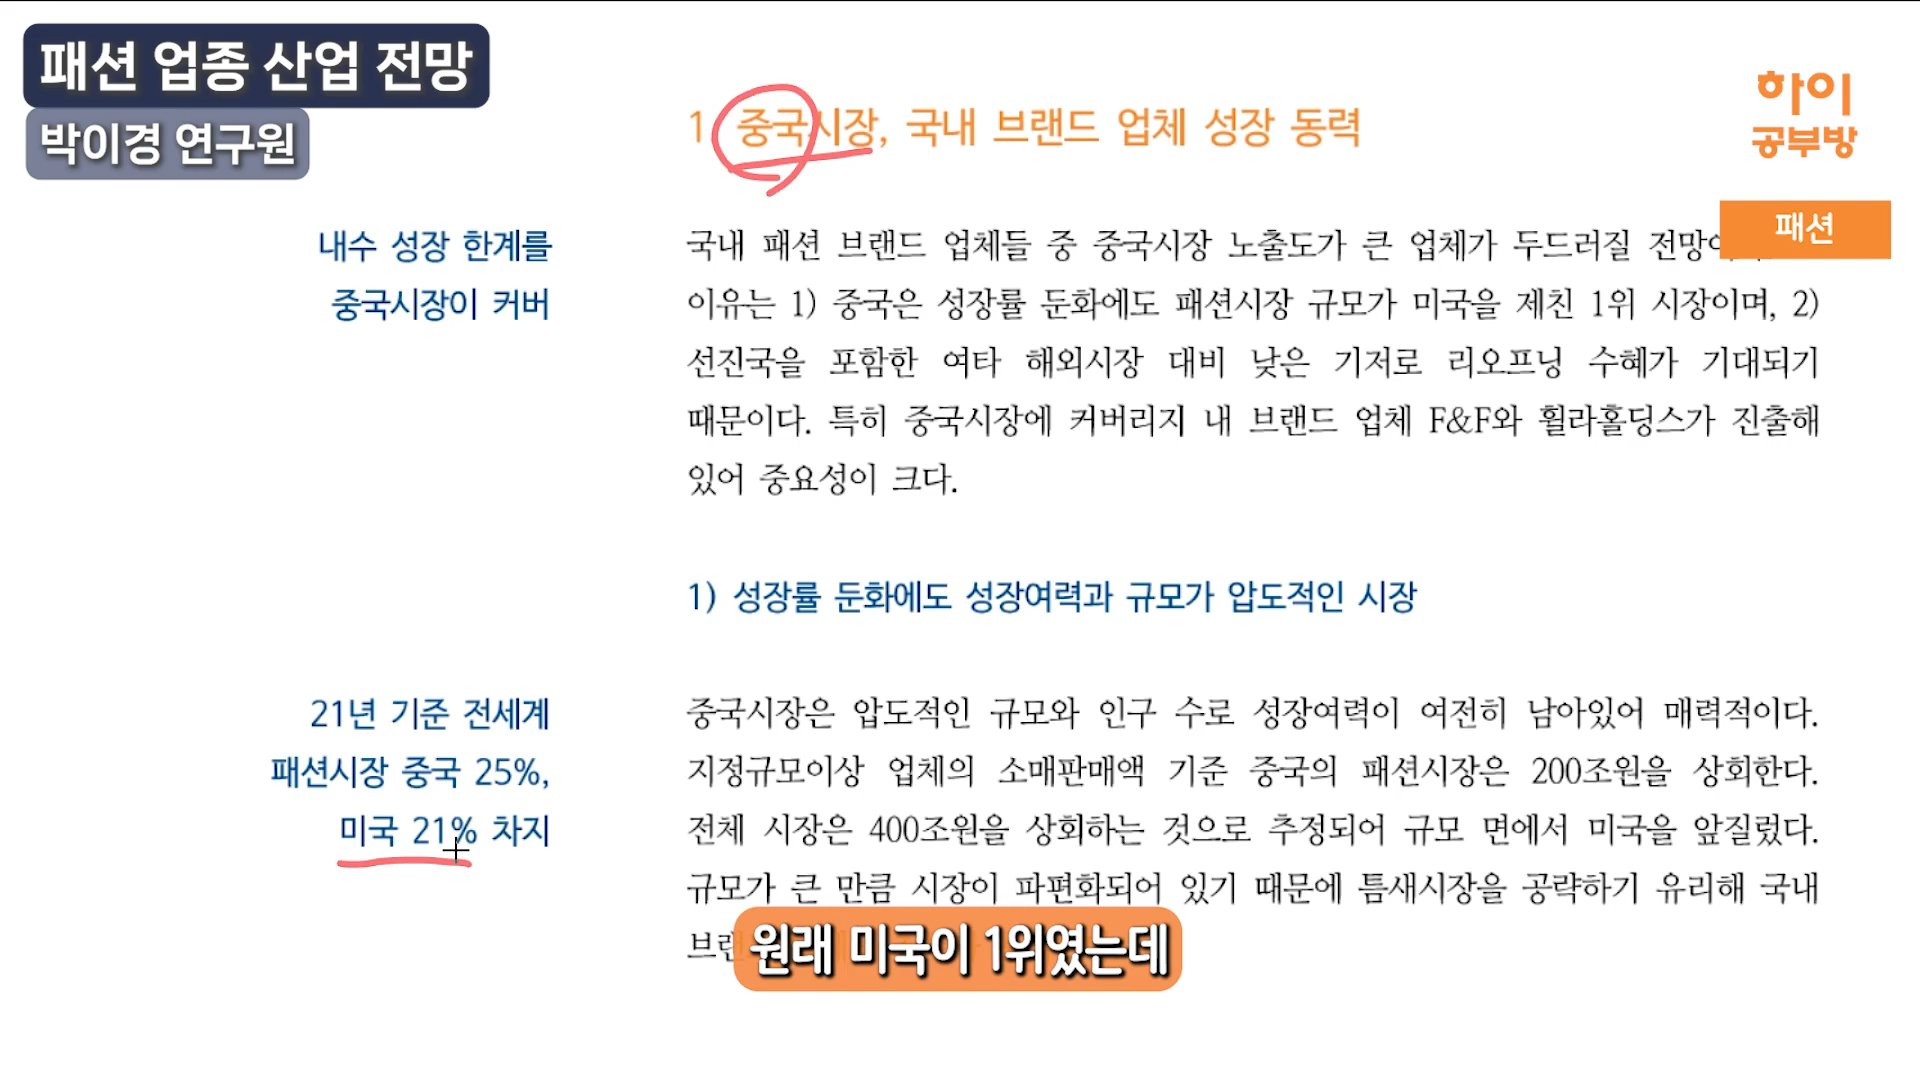 패션 업종 산업 전망
박이경 연구원
하이
공부방
패션
1 중국시장, 국내 브랜드 업체 성장 동력
내수 성장 한계를
중국시장이 커버
국내 패션 브랜드 업체들 중 중국시장 노출도가 큰 업체가 두드러질
이유는 1) 중국은 성장률 둔화에도 패션시장 규모가 미국을 제친 1위 시장이며, 2)
선진국을 포함한 여타 해외시장 대비 낮은 기저로 리오프닝 수혜가 기대되기
때문이다. 특히 중국시장에 커버리지 내 브랜드 업체 F&F와 휠라홀딩스가 진출해
있어 중요성이 크다.
1) 성장률 둔화에도 성장여력과 규모가 압도적인 시장
21년 기준 전세계
패션시장 중국 25%,
미국 21% 차지
중국시장은 압도적인 규모와 인구 수로 성장여력이 여전히 남아있어 매력적이다.
지정규모이상 업체의 소매판매액 기준 중국의 패션시장은 200조원을 상회한다.
전체 시장은 400조원을 상회하는 것으로 추정되어 규모 면에서 미국을 앞질렀다.
규모가 큰 만큼 시장이 파편화되어 있기 때문에 틈새시장을 공략하기 유리해 국내
원래 미국이 1위였는데